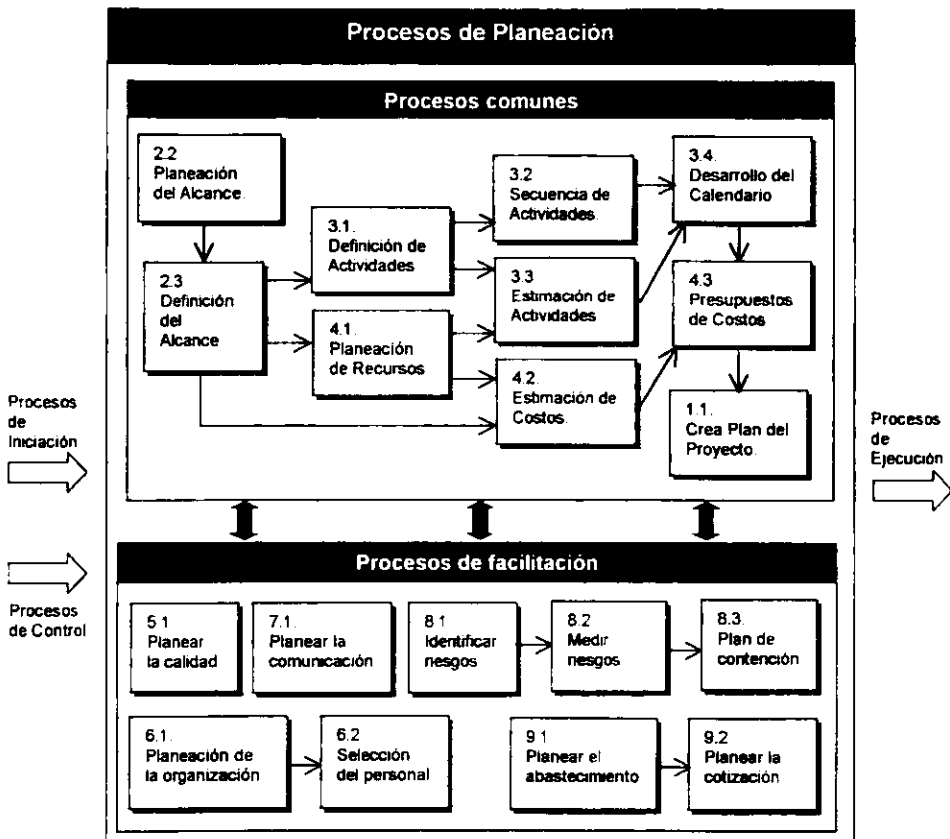 Procesos de Planeación
Procesos comunes
2.2
Planeación
del Alcance.
2.3
Definición
del
Alcance
3.1.
Definición de
Actividades
4.1.
Planeación
de Recursos
3.2
Secuencia de
Actividades.
3.3
Estimación de
Actividades
4.2.
Estimación de
Costos.
3.4.
Desarrollo del
Calendario
4.3
Presupuestos
de Costos
1.1.
Crea Plan del
Proyecto.
Procesos
de
Iniciación
Procesos
de Control
Procesos
de
Ejecución
Procesos de facilitación
5 1
Planear
la calidad
7.1.
Planear la
comunicación
8 1
Identificar
riesgos
8.2
Medir
riesgos
8.3.
Plan de
contención
6.1.
Planeación de
la organización
6.2
Selección
del personal
9 1
Planear el
abastecimiento
9.2
Planear la
cotización